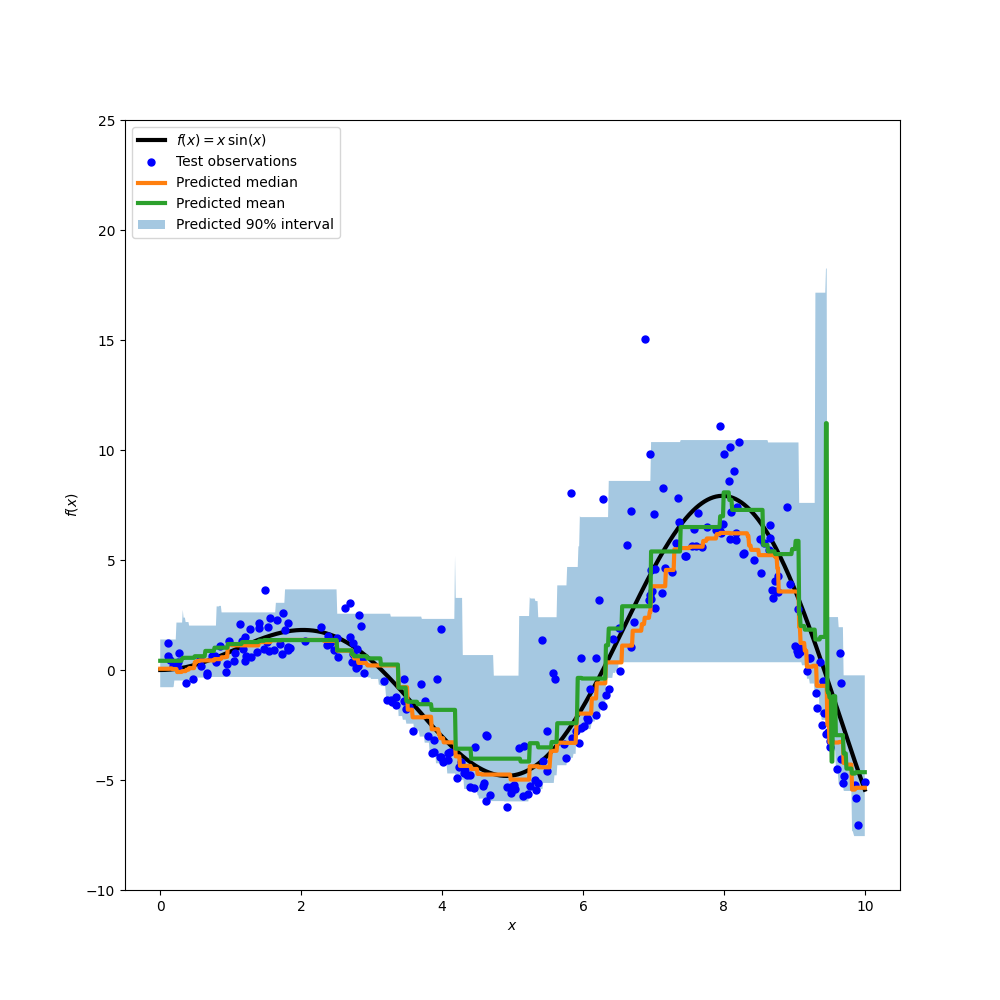 25
20
15
10
5
0
−5
−10
f(x)
f(x) = x sin(x)
Test observations
Predicted median
Predicted mean
Predicted 90% interval
0 2 4 6 8 10
x